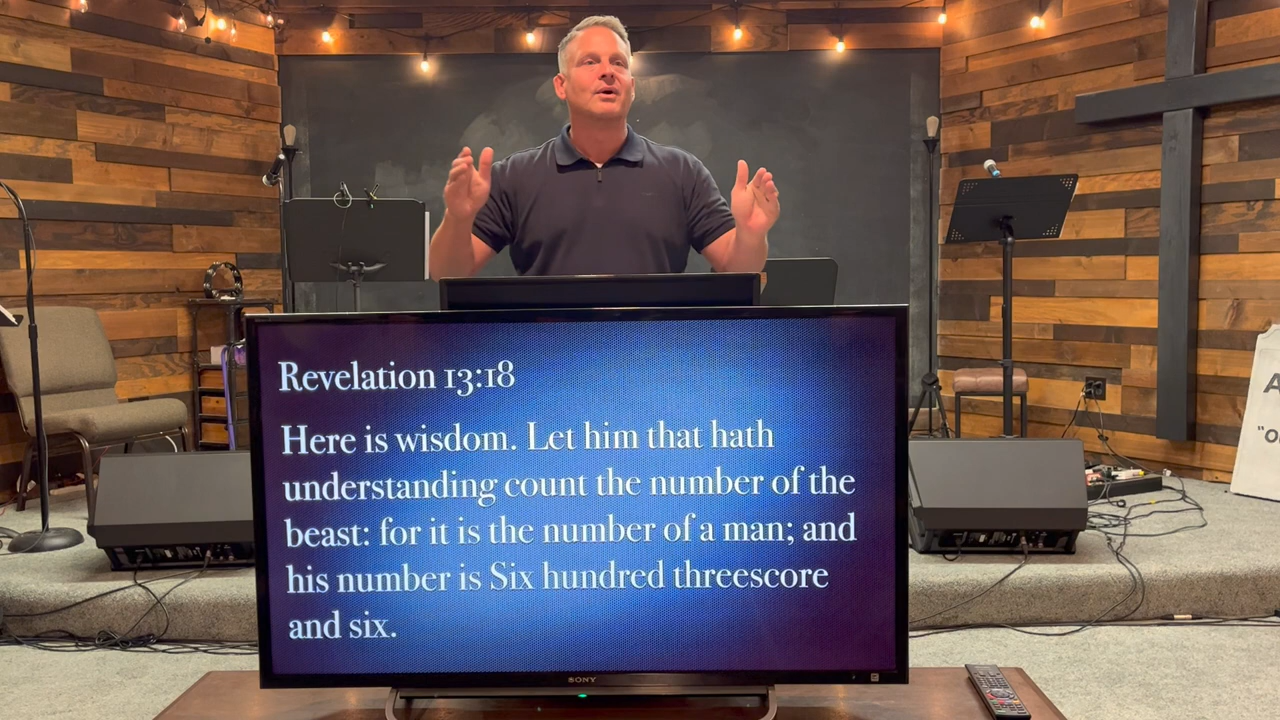 Revelation 13:18
Here is wisdom. Let him that hath
understanding count the number of the
beast: for it is the number of a man; and
his number is Six hundred threescore
and six.
SONY